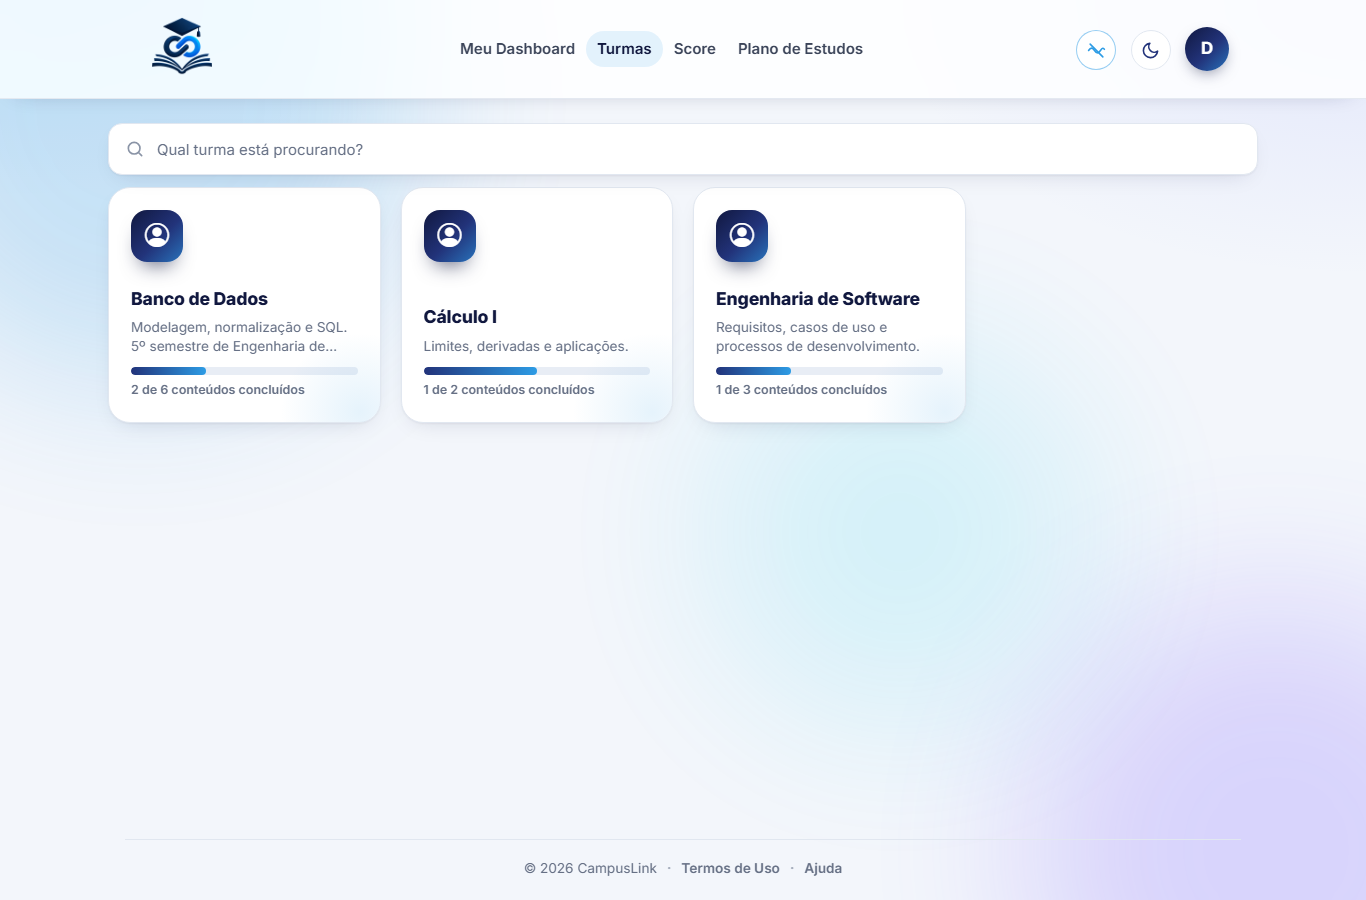 Meu Dashboard
Turmas
Score
Plano de Estudos
D
Qual turma está procurando?
Banco de Dados
Modelagem, normalização e SQL.
5º semestre de Engenharia de...
2 de 6 conteúdos concluídos
Cálculo I
Limites, derivadas e aplicações.
1 de 2 conteúdos concluídos
Engenharia de Software
Requisitos, casos de uso e
processos de desenvolvimento.
1 de 3 conteúdos concluídos
© 2026 CampusLink · Termos de Uso · Ajuda